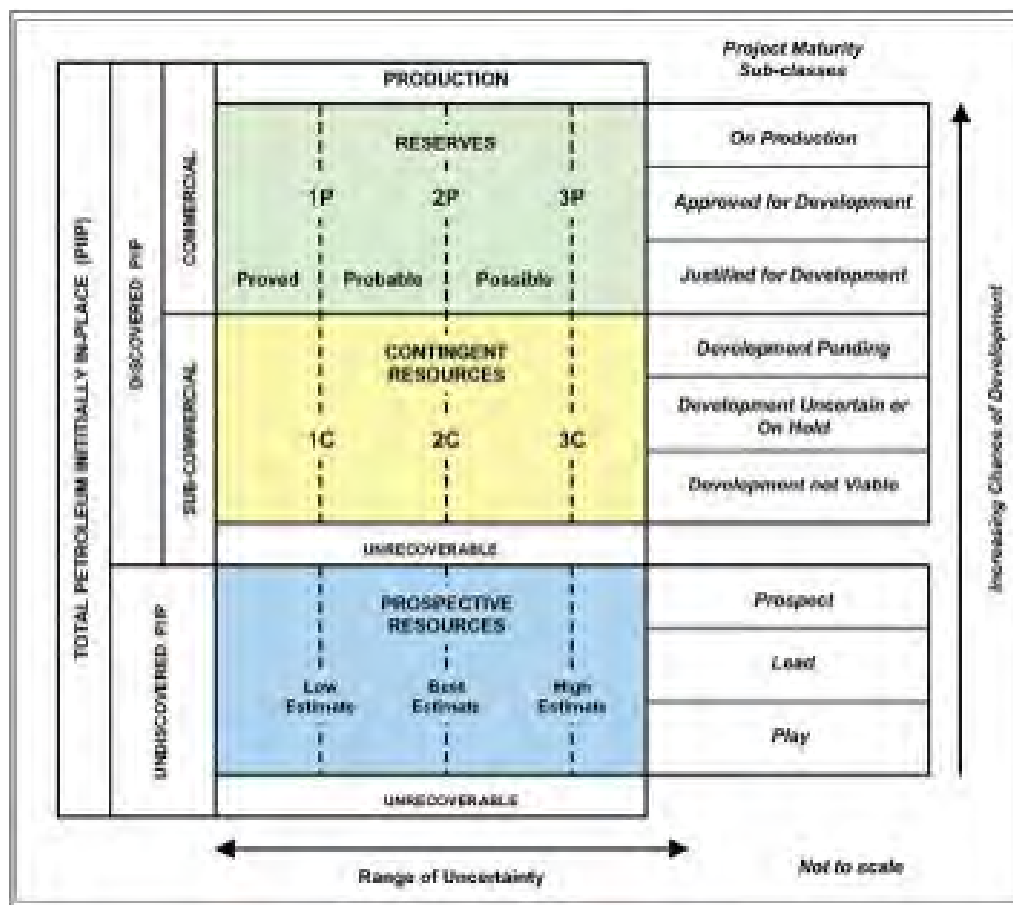 Project Maturity
Sub-classes
TOTAL PETROLEUM INITITIALLY IN-PLACE (PIIP)
DISCOVERED PIIP
COMMERCIAL
PRODUCTION
RESERVES
1P 2P 3P
Proved Probable Possible
On Production
Approved for Development
Justified for Development
SUB-COMMERCIAL
CONTINGENT
RESOURCES
1C 2C 3C
Development Pending
Development Uncertain or
On Hold
Development not Viable
UNRECOVERABLE
UNDISCOVERED PIIP
PROSPECTIVE
RESOURCES
Low
Estimate
Best
Estimate
High
Estimate
Prospect
Lead
Play
UNRECOVERABLE
Increasing Chance of Development
Range of Uncertainty
Not to scale